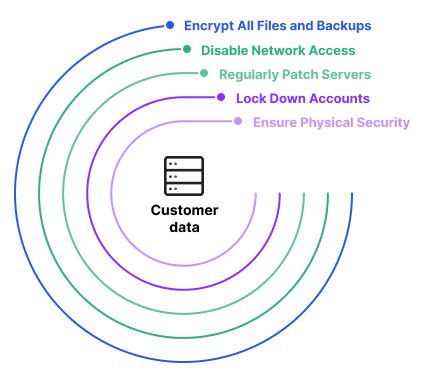 Encrypt All Files and Backups
Disable Network Access
Regularly Patch Servers
Lock Down Accounts
Ensure Physical Security
Customer
data